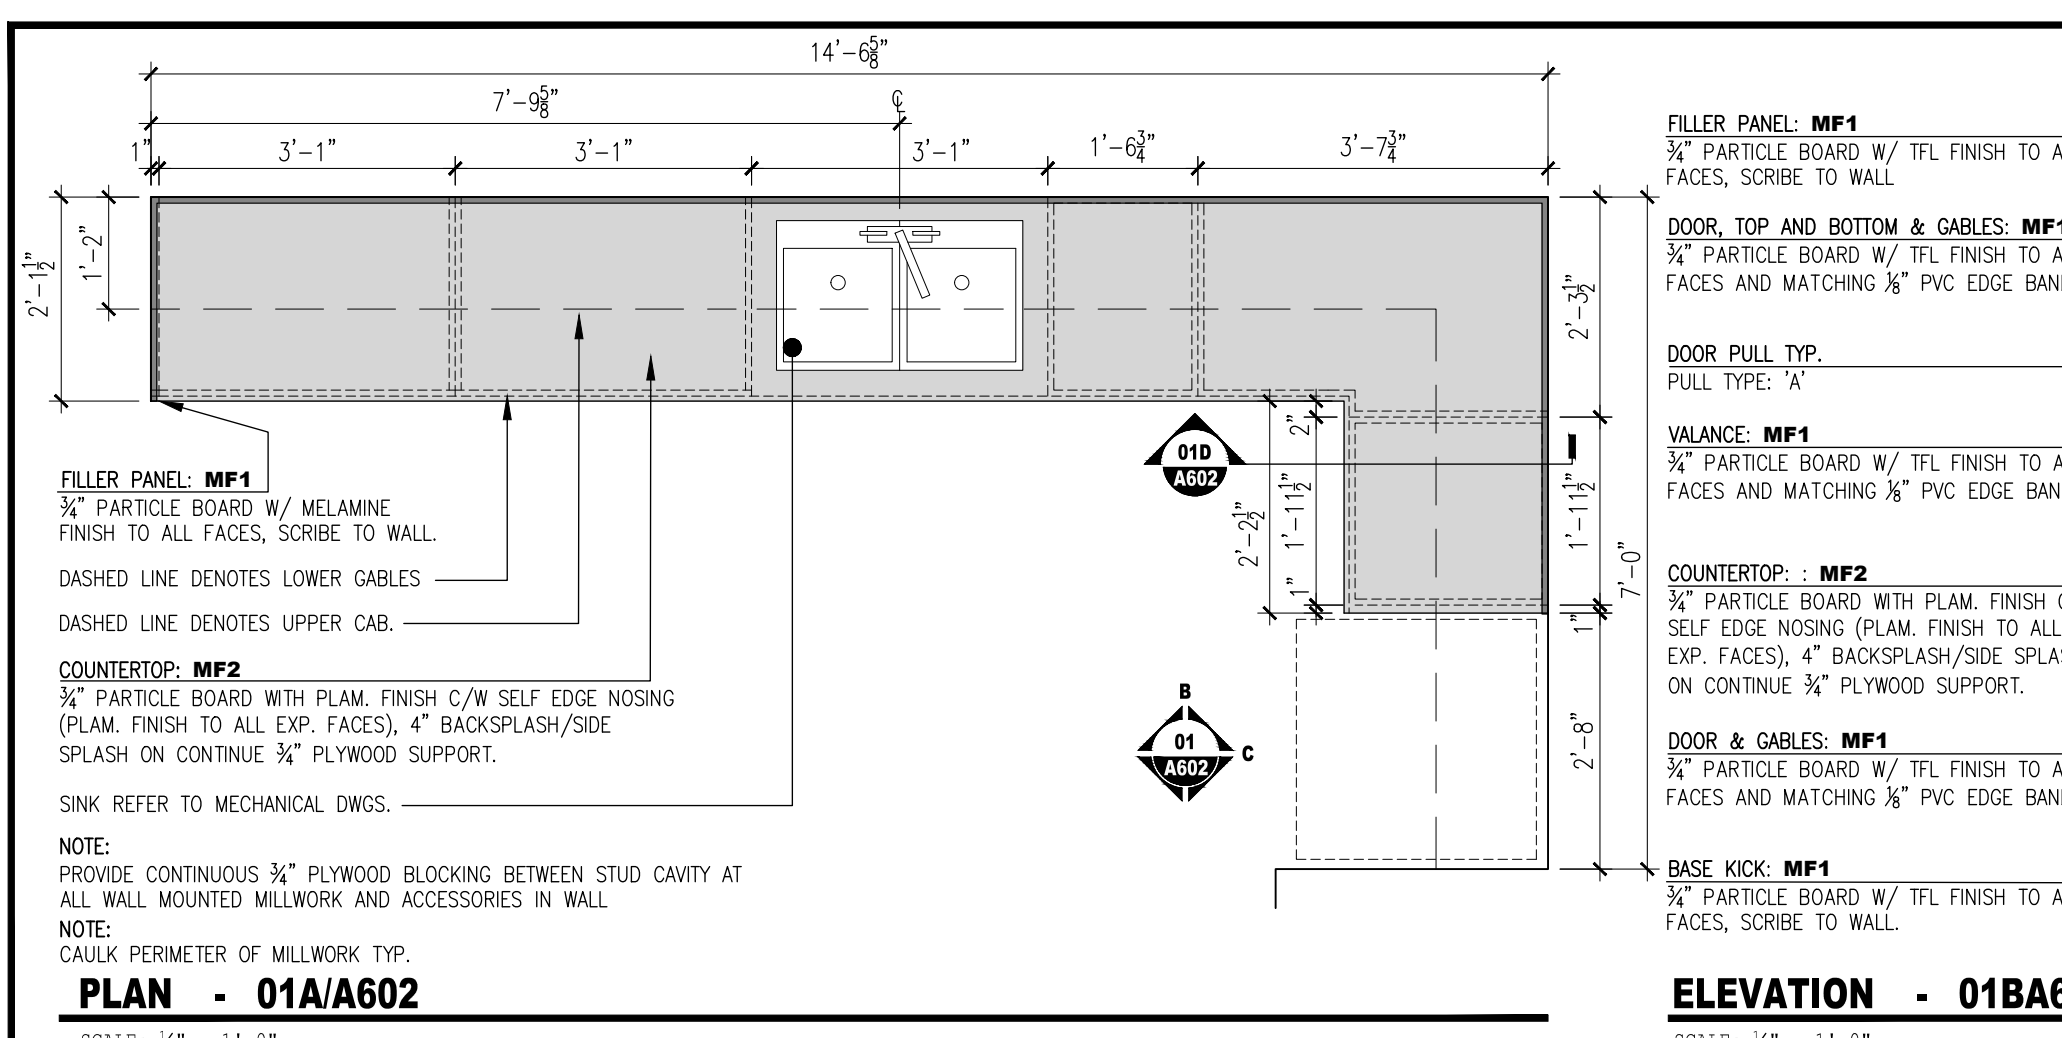 14'-6⅝"
7'-9⅝"
℄
1"
3'-1"
3'-1"
3'-1"
1'-6¾"
3'-7¾"
2'-1½"
1'-2"
2'-3½"
2"
1'-11½"
2'-2½"
1"
1'-11½"
1"
7'-0"
2'-8"
01D
A602
B
01
A602
C
FILLER PANEL: MF1
¾" PARTICLE BOARD W/ MELAMINE
FINISH TO ALL FACES, SCRIBE TO WALL.
DASHED LINE DENOTES LOWER GABLES
DASHED LINE DENOTES UPPER CAB.
COUNTERTOP: MF2
¾" PARTICLE BOARD WITH PLAM. FINISH C/W SELF EDGE NOSING
(PLAM. FINISH TO ALL EXP. FACES), 4" BACKSPLASH/SIDE
SPLASH ON CONTINUE ¾" PLYWOOD SUPPORT.
SINK REFER TO MECHANICAL DWGS.
NOTE:
PROVIDE CONTINUOUS ¾" PLYWOOD BLOCKING BETWEEN STUD CAVITY AT
ALL WALL MOUNTED MILLWORK AND ACCESSORIES IN WALL
NOTE:
CAULK PERIMETER OF MILLWORK TYP.
PLAN - 01A/A602
FILLER PANEL: MF1
¾" PARTICLE BOARD W/ TFL FINISH TO
FACES, SCRIBE TO WALL
DOOR, TOP AND BOTTOM & GABLES: MF1
¾" PARTICLE BOARD W/ TFL FINISH TO
FACES AND MATCHING ⅛" PVC EDGE
DOOR PULL TYP.
PULL TYPE: 'A'
VALANCE: MF1
¾" PARTICLE BOARD W/ TFL FINISH TO
FACES AND MATCHING ⅛" PVC EDGE
COUNTERTOP: : MF2
¾" PARTICLE BOARD WITH PLAM. FINISH
SELF EDGE NOSING (PLAM. FINISH TO ALL
EXP. FACES), 4" BACKSPLASH/SIDE
ON CONTINUE ¾" PLYWOOD SUPPORT.
DOOR & GABLES: MF1
¾" PARTICLE BOARD W/ TFL FINISH TO
FACES AND MATCHING ⅛" PVC EDGE
BASE KICK: MF1
¾" PARTICLE BOARD W/ TFL FINISH TO
FACES, SCRIBE TO WALL.
ELEVATION - 01BA6